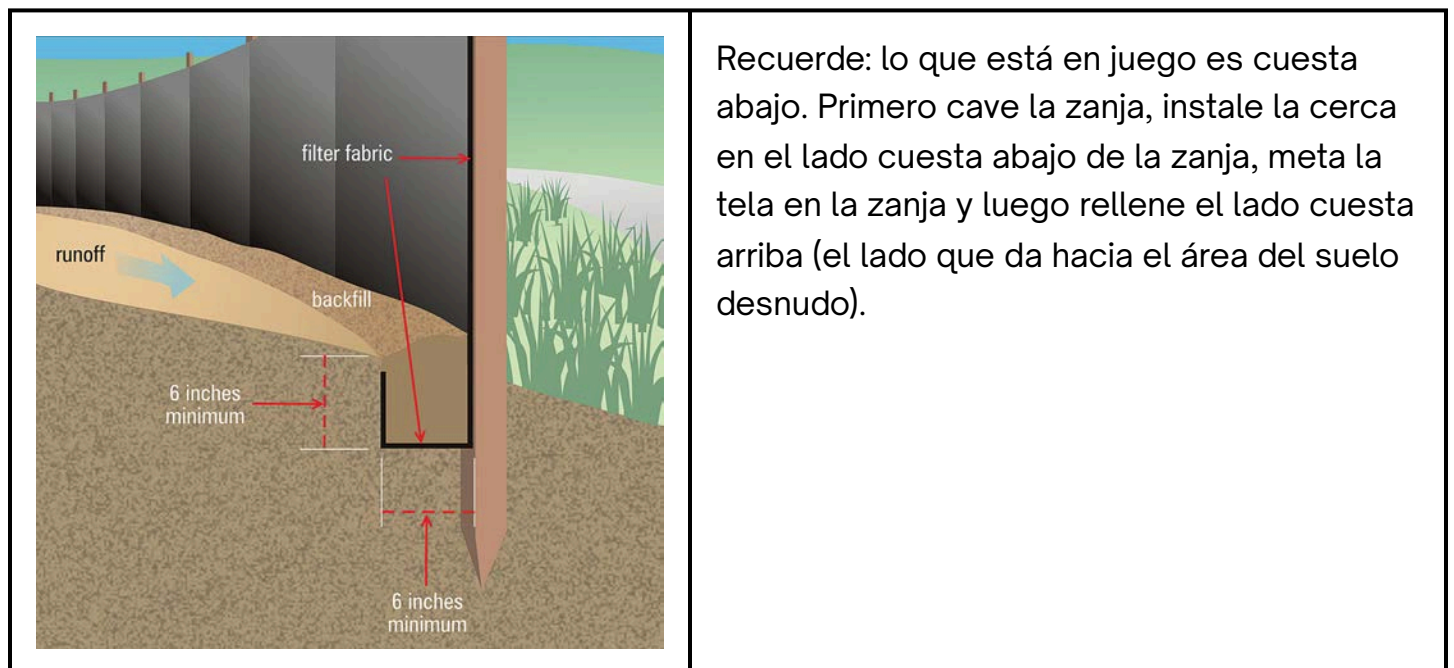 filter fabric
runoff
backfill
6 inches
minimum
6 inches
minimum
Recuerde: lo que está en juego es cuesta
abajo. Primero cave la zanja, instale la cerca
en el lado cuesta abajo de la zanja, meta la
tela en la zanja y luego rellene el lado cuesta
arriba (el lado que da hacia el área del suelo
desnudo).